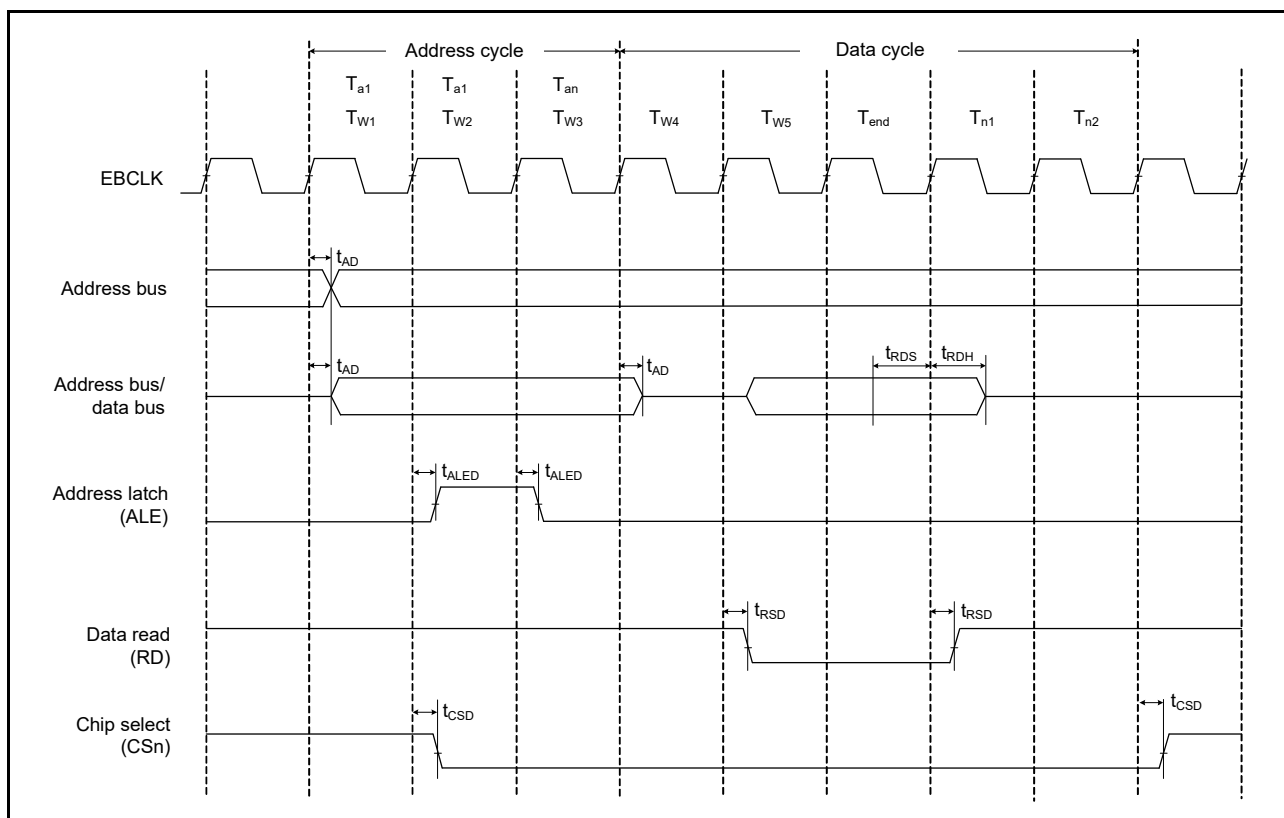 Address cycle Data cycle
Ta1 Ta1 Tan
TW1 TW2 TW3 TW4 TW5 Tend Tn1 Tn2
EBCLK
tAD
Address bus
tRDS tRDH
tAD tAD
Address bus/
data bus
tALED tALED
Address latch
(ALE)
tRSD tRSD
Data read
(RD)
tCSD tCSD
Chip select
(CSn)